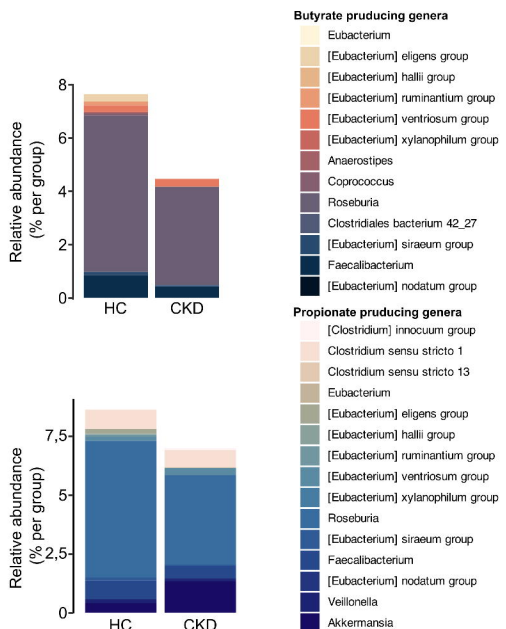 Butyrate pruducing genera
Eubacterium
[Eubacterium] eligens group
[Eubacterium] hallii group
[Eubacterium] ruminantium group
[Eubacterium] ventriosum group
[Eubacterium] xylanophilum group
Anaerostipes
Coprococcus
Roseburia
Clostridiales bacterium 42_27
[Eubacterium] siraeum group
Faecalibacterium
[Eubacterium] nodatum group
Relative abundance
(% per group)
8
6
4
2
0
HC CKD
Propionate pruducing genera
[Clostridium] innocuum group
Clostridium sensu stricto 1
Clostridium sensu stricto 13
Eubacterium
[Eubacterium] eligens group
[Eubacterium] hallii group
[Eubacterium] ruminantium group
[Eubacterium] ventriosum group
[Eubacterium] xylanophilum group
Roseburia
[Eubacterium] siraeum group
Faecalibacterium
[Eubacterium] nodatum group
Veillonella
Akkermansia
Relative abundance
(% per group)
7,5
5
2,5
0
HC CKD